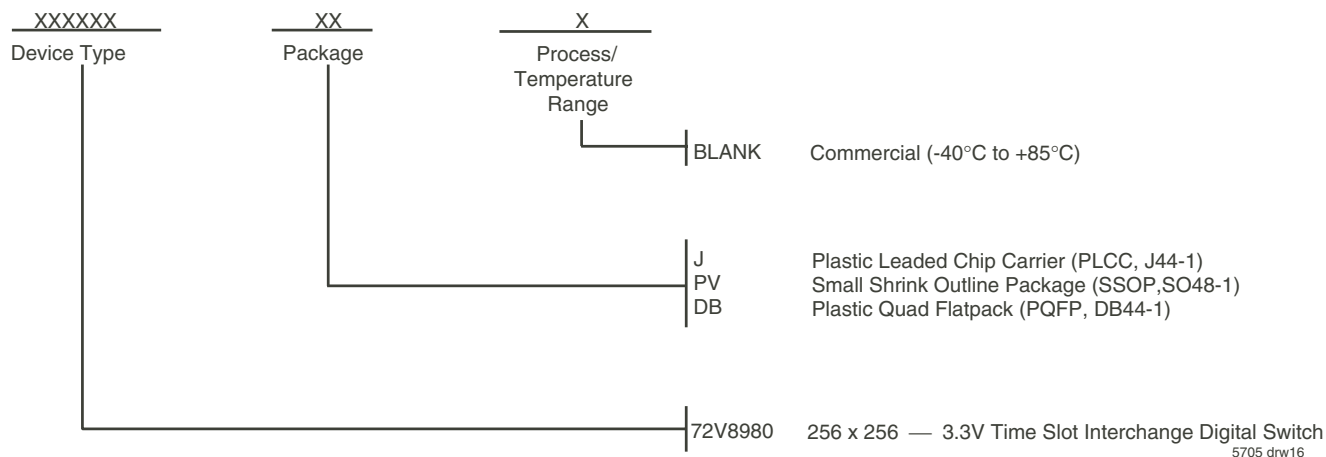 XXXXXX XX X
Device Type Package Process/
Temperature
Range
BLANK Commercial (-40°C to +85°C)
J Plastic Leaded Chip Carrier (PLCC, J44-1)
PV Small Shrink Outline Package (SSOP,SO48-1)
DB Plastic Quad Flatpack (PQFP, DB44-1)
72V8980 256 x 256 — 3.3V Time Slot Interchange Digital Switch
5705 drw16